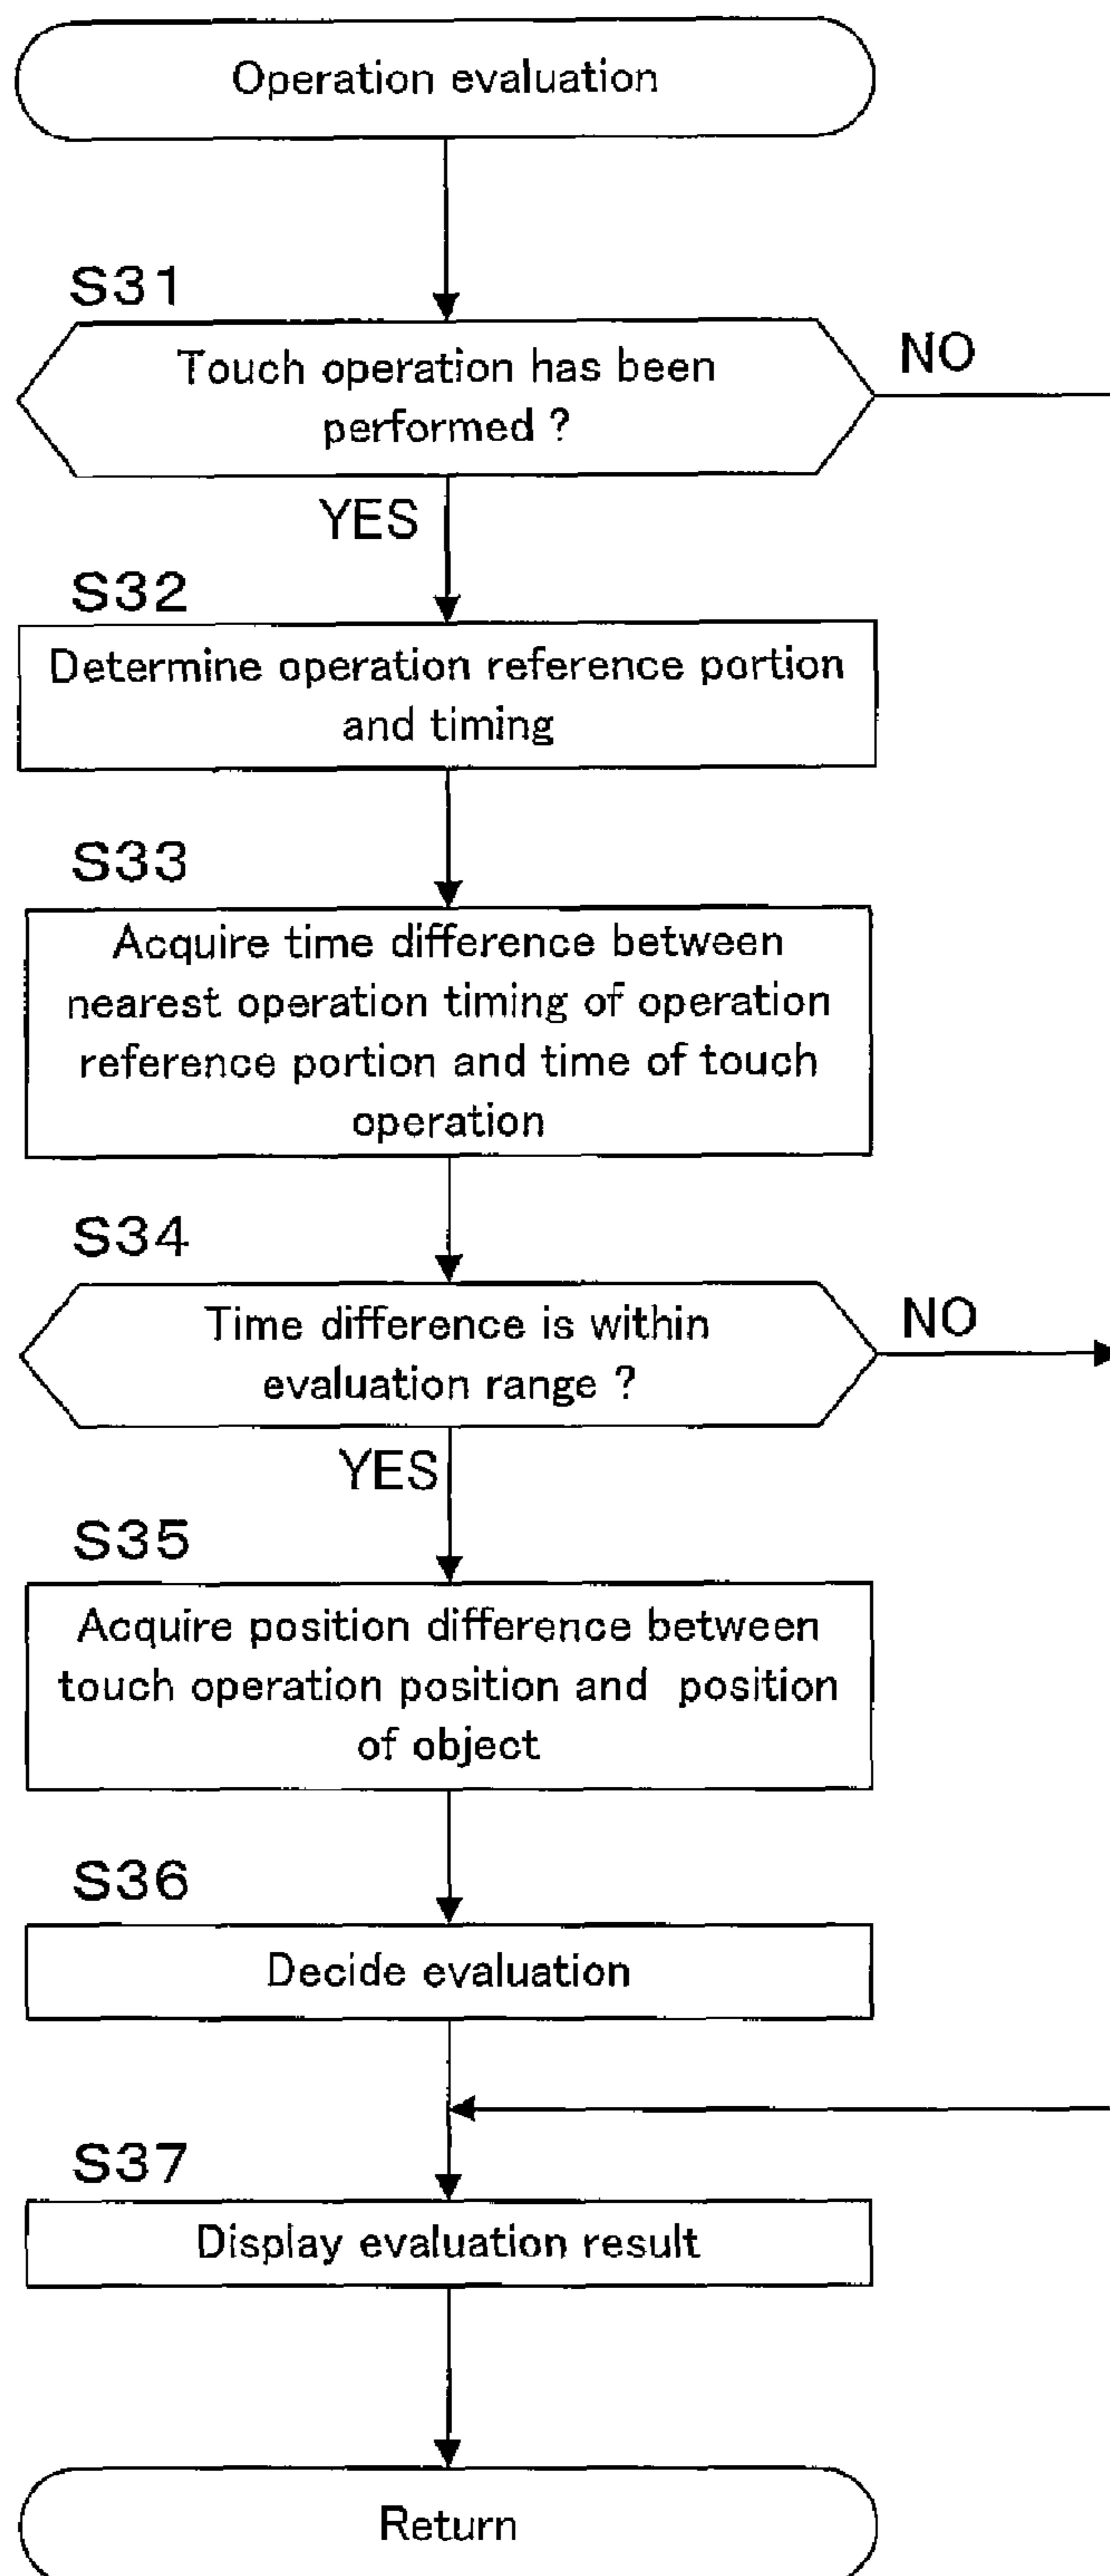 Operation evaluation
S31
Touch operation has been
performed ?
NO
YES
S32
Determine operation reference portion
and timing
S33
Acquire time difference between
nearest operation timing of operation
reference portion and time of touch
operation
S34
Time difference is within
evaluation range ?
NO
YES
S35
Acquire position difference between
touch operation position and position
of object
S36
Decide evaluation
S37
Display evaluation result
Return